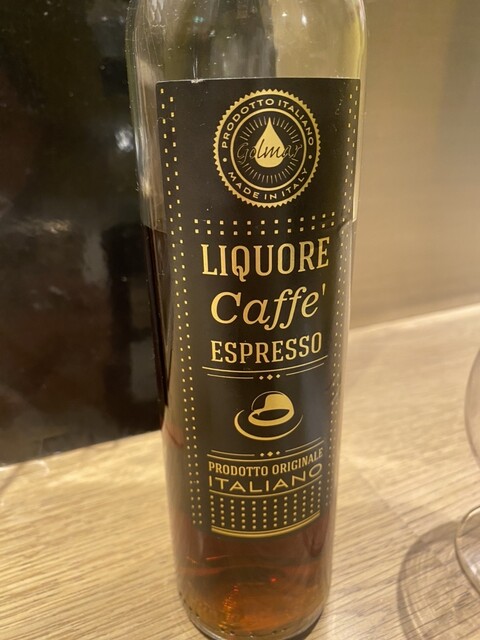 PRODOTTO ITALIANO
Golmar
MADE IN ITALY
LIQUORE
Caffe'
ESPRESSO
PRODOTTO ORIGINALE
ITALIANO